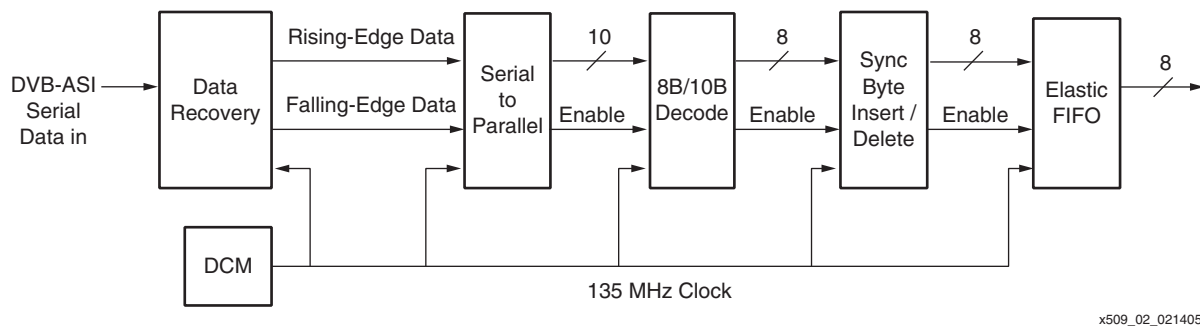 DVB-ASI
Serial
Data in
Data
Recovery
Rising-Edge Data
Falling-Edge Data
Serial
to
Parallel
10
Enable
8B/10B
Decode
8
Enable
Sync
Byte
Insert /
Delete
8
Enable
Elastic
FIFO
8
DCM
135 MHz Clock
x509_02_021405